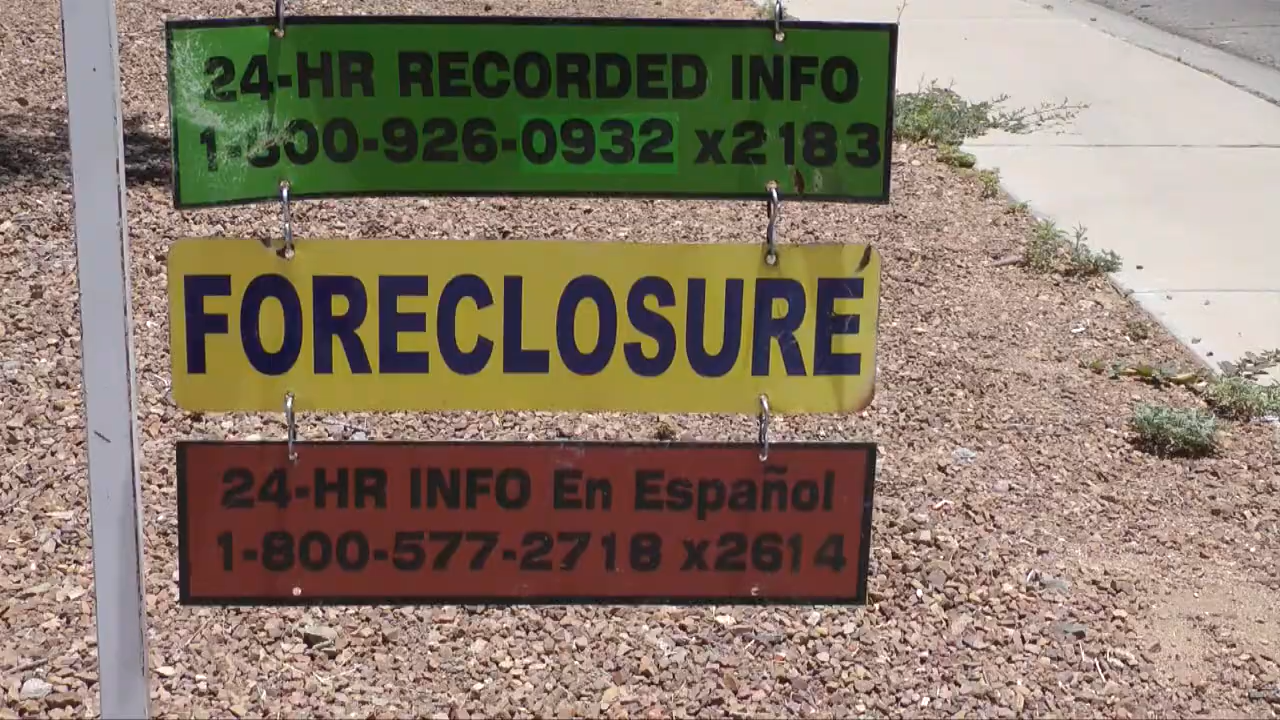 24-HR RECORDED INFO
1-800-926-0932 x2183
FORECLOSURE
24-HR INFO En Español
1-800-577-2718 x2614